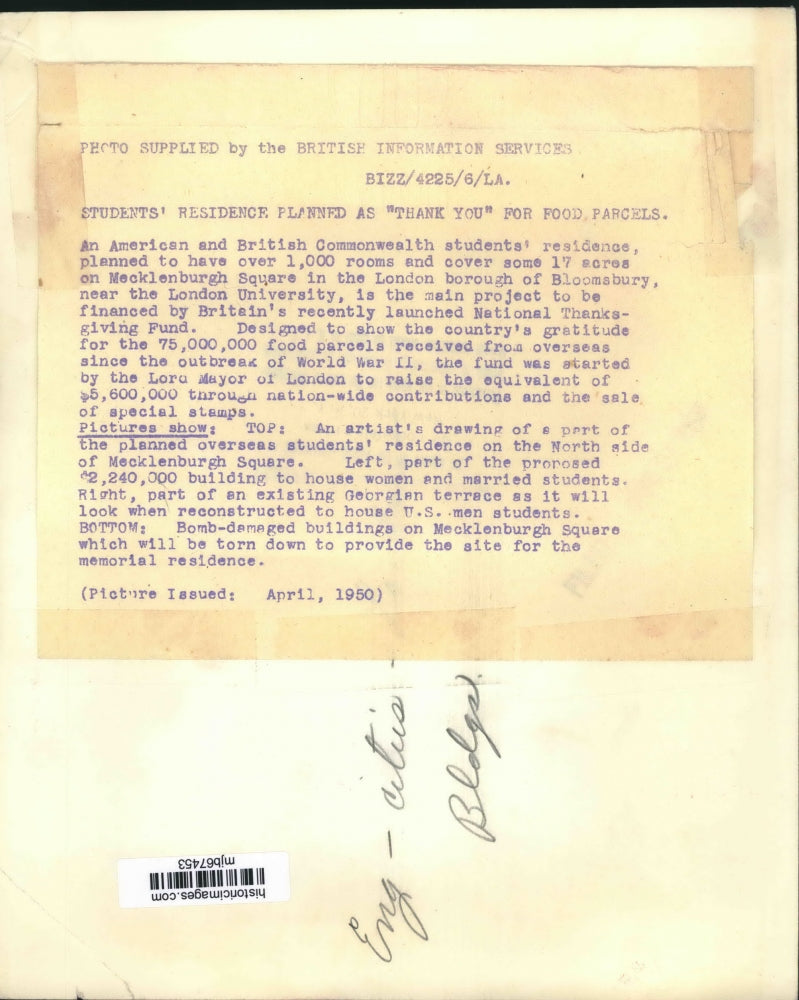 PHOTO SUPPLIED by the BRITISH INFORMATION SERVICES
BIZZ/4225/6/LA.
STUDENTS' RESIDENCE PLANNED AS "THANK YOU" FOR FOOD PARCELS.
An American and British Commonwealth students' residence,
planned to have over 1,000 rooms and cover some 17 acres
on Mecklenburgh Square in the London borough of Bloomsbury,
near the London University, is the main project to be
financed by Britain's recently launched National Thanks-
giving Fund. Designed to show the country's gratitude
for the 75,000,000 food parcels received from overseas
since the outbreak of World War II, the fund was started
by the Lord Mayor of London to raise the equivalent of
$5,600,000 through nation-wide contributions and the sale
of special stamps.
Pictures show: TOP: An artist's drawing of a part of
the planned overseas students' residence on the North side
of Mecklenburgh Square. Left, part of the proposed
$2,240,000 building to house women and married students.
Right, part of an existing Georgian terrace as it will
look when reconstructed to house U.S. men students.
BOTTOM: Bomb-damaged buildings on Mecklenburgh Square
which will be torn down to provide the site for the
memorial residence.
(Picture Issued: April, 1950)
Eng - cities
Bldgs.
historicimages.com
mjb67453